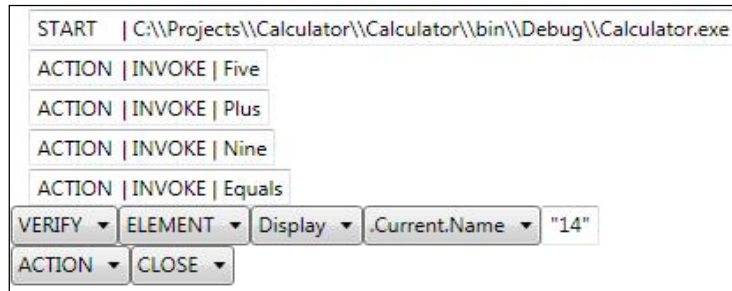 START | C:\\Projects\\Calculator\\Calculator\\bin\\Debug\\Calculator.exe
ACTION | INVOKE | Five
ACTION | INVOKE | Plus
ACTION | INVOKE | Nine
ACTION | INVOKE | Equals
VERIFY ELEMENT Display .Current.Name "14"
ACTION CLOSE